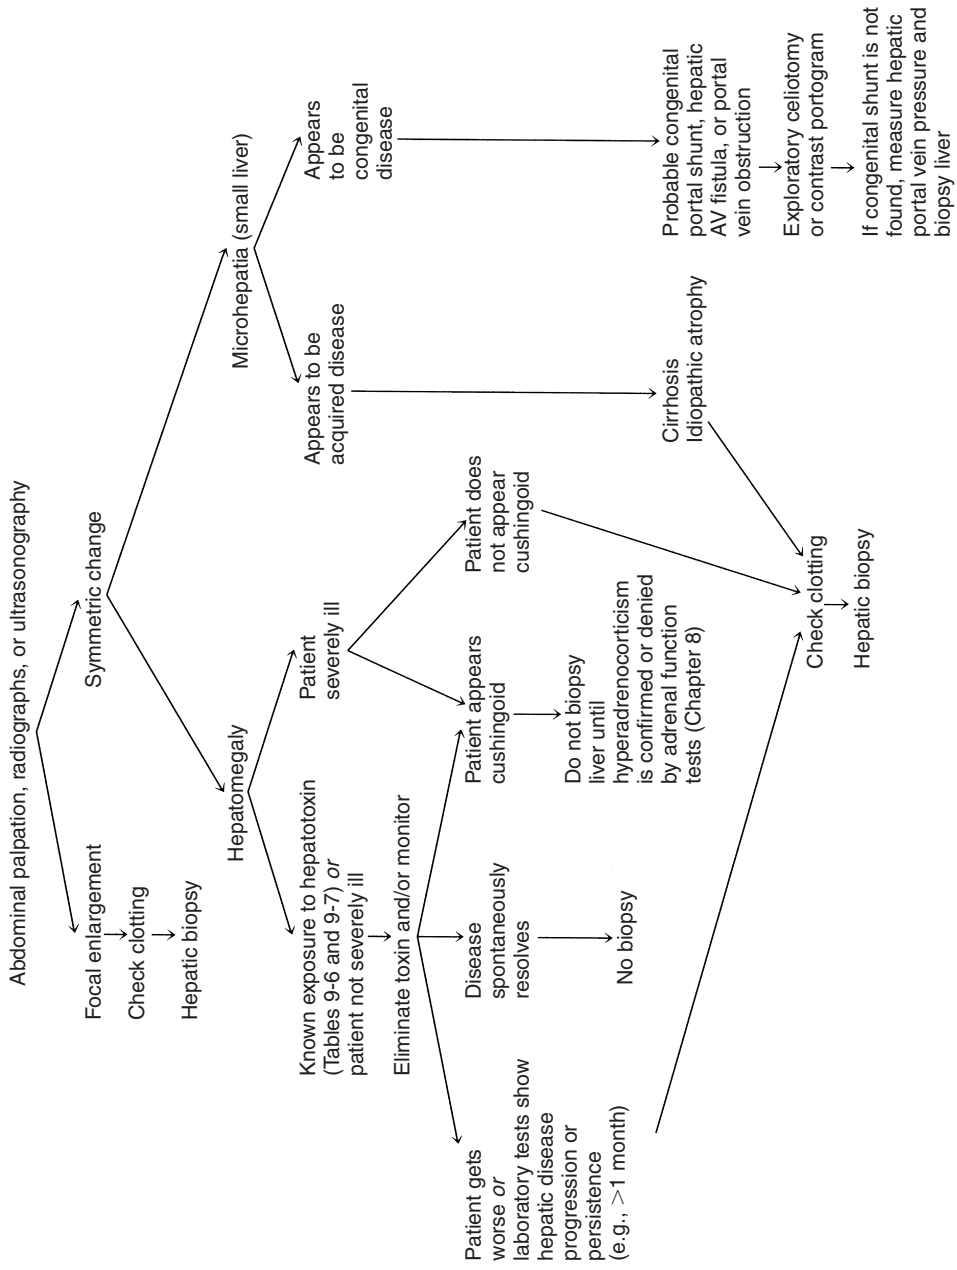 Abdominal palpation, radiographs, or ultrasonography
Focal enlargement
Check clotting
Hepatic biopsy
Symmetric change
Hepatomegaly
Microhepatia (small liver)
Known exposure to hepatotoxin
(Tables 9-6 and 9-7) or
patient not severely ill
Eliminate toxin and/or monitor
Patient
severely ill
Appears to be
acquired disease
Appears
to be
congenital
disease
Patient gets
worse or
laboratory tests show
hepatic disease
progression or
persistence
(e.g., >1 month)
Disease
spontaneously
resolves
No biopsy
Patient appears
cushingoid
Do not biopsy
liver until
hyperadrenocorticism
is confirmed or denied
by adrenal function
tests (Chapter 8)
Patient does
not appear
cushingoid
Cirrhosis
Idiopathic atrophy
Probable congenital
portal shunt, hepatic
AV fistula, or portal
vein obstruction
Exploratory celiotomy
or contrast portogram
If congenital shunt is not
found, measure hepatic
portal vein pressure and
biopsy liver
Check clotting
Hepatic biopsy